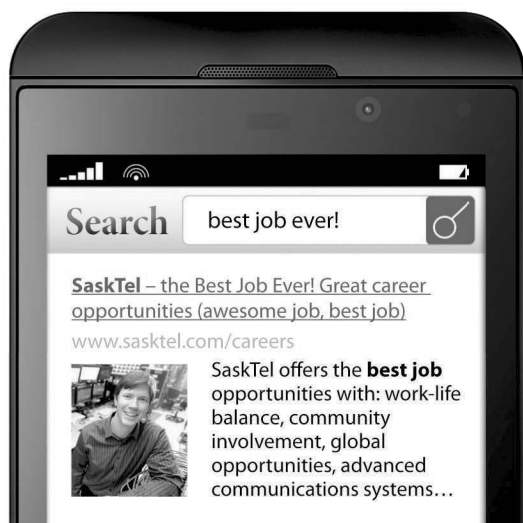 Search best job ever!
SaskTel – the Best Job Ever! Great career
opportunities (awesome job, best job)
www.sasktel.com/careers
SaskTel offers the best job
opportunities with: work-life
balance, community
involvement, global
opportunities, advanced
communications systems…